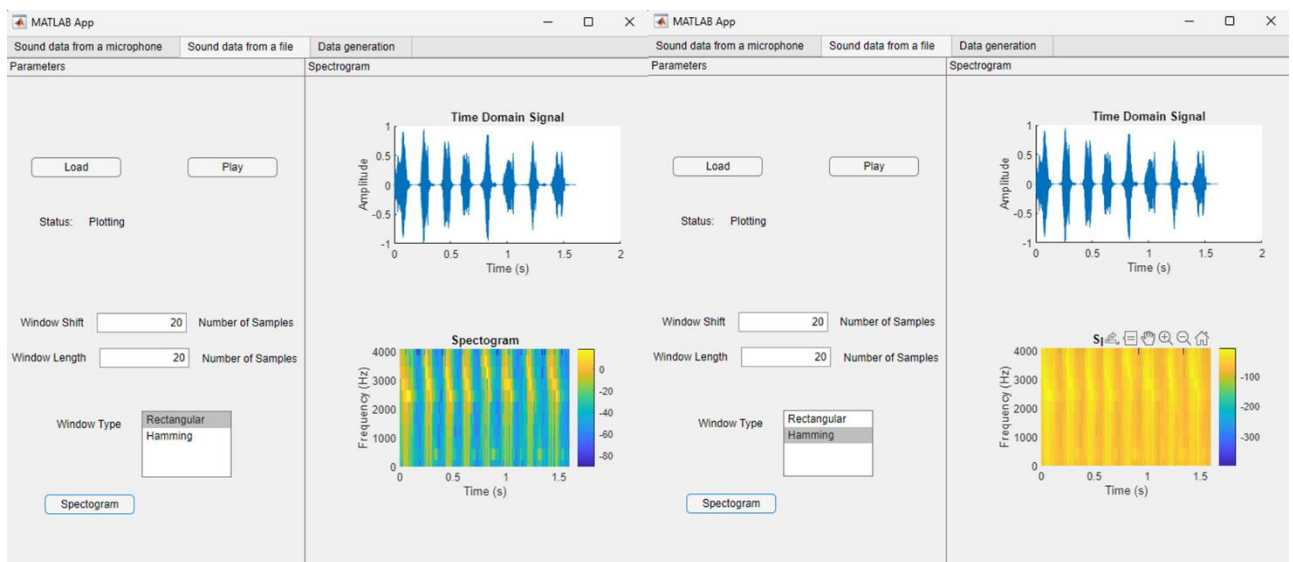 MATLAB App
Sound data from a microphone Sound data from a file Data generation
Parameters
Spectrogram
Load Play
Status: Plotting
Window Shift 20 Number of Samples
Window Length 20 Number of Samples
Window Type Rectangular
Hamming
Spectogram
Time Domain Signal
1
0.5
0
-0.5
-1
Amplitude
0 0.5 1 1.5 2
Time (s)
Spectogram
4000
3000
2000
1000
0
Frequency (Hz)
0 0.5 1 1.5
Time (s)
0
-20
-40
-60
-80
MATLAB App
Sound data from a microphone Sound data from a file Data generation
Parameters
Spectrogram
Load Play
Status: Plotting
Window Shift 20 Number of Samples
Window Length 20 Number of Samples
Window Type Rectangular
Hamming
Spectogram
Time Domain Signal
1
0.5
0
-0.5
-1
Amplitude
0 0.5 1 1.5 2
Time (s)
4000
3000
2000
1000
0
Frequency (Hz)
0 0.5 1 1.5
Time (s)
-100
-200
-300